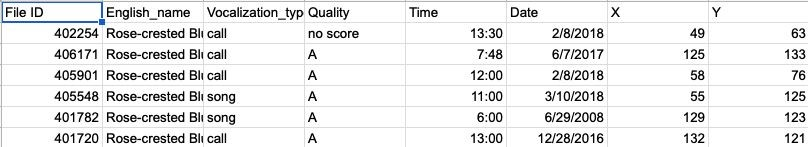 File ID English_name Vocalization_typ Quality Time Date X Y
402254 Rose-crested Bl call no score 13:30 2/8/2018 49 63
406171 Rose-crested Bl call A 7:48 6/7/2017 125 133
405901 Rose-crested Bl call A 12:00 2/8/2018 58 76
405548 Rose-crested Bl song A 11:00 3/10/2018 55 125
401782 Rose-crested Bl song A 6:00 6/29/2008 129 123
401720 Rose-crested Bl call A 13:00 12/28/2016 132 121